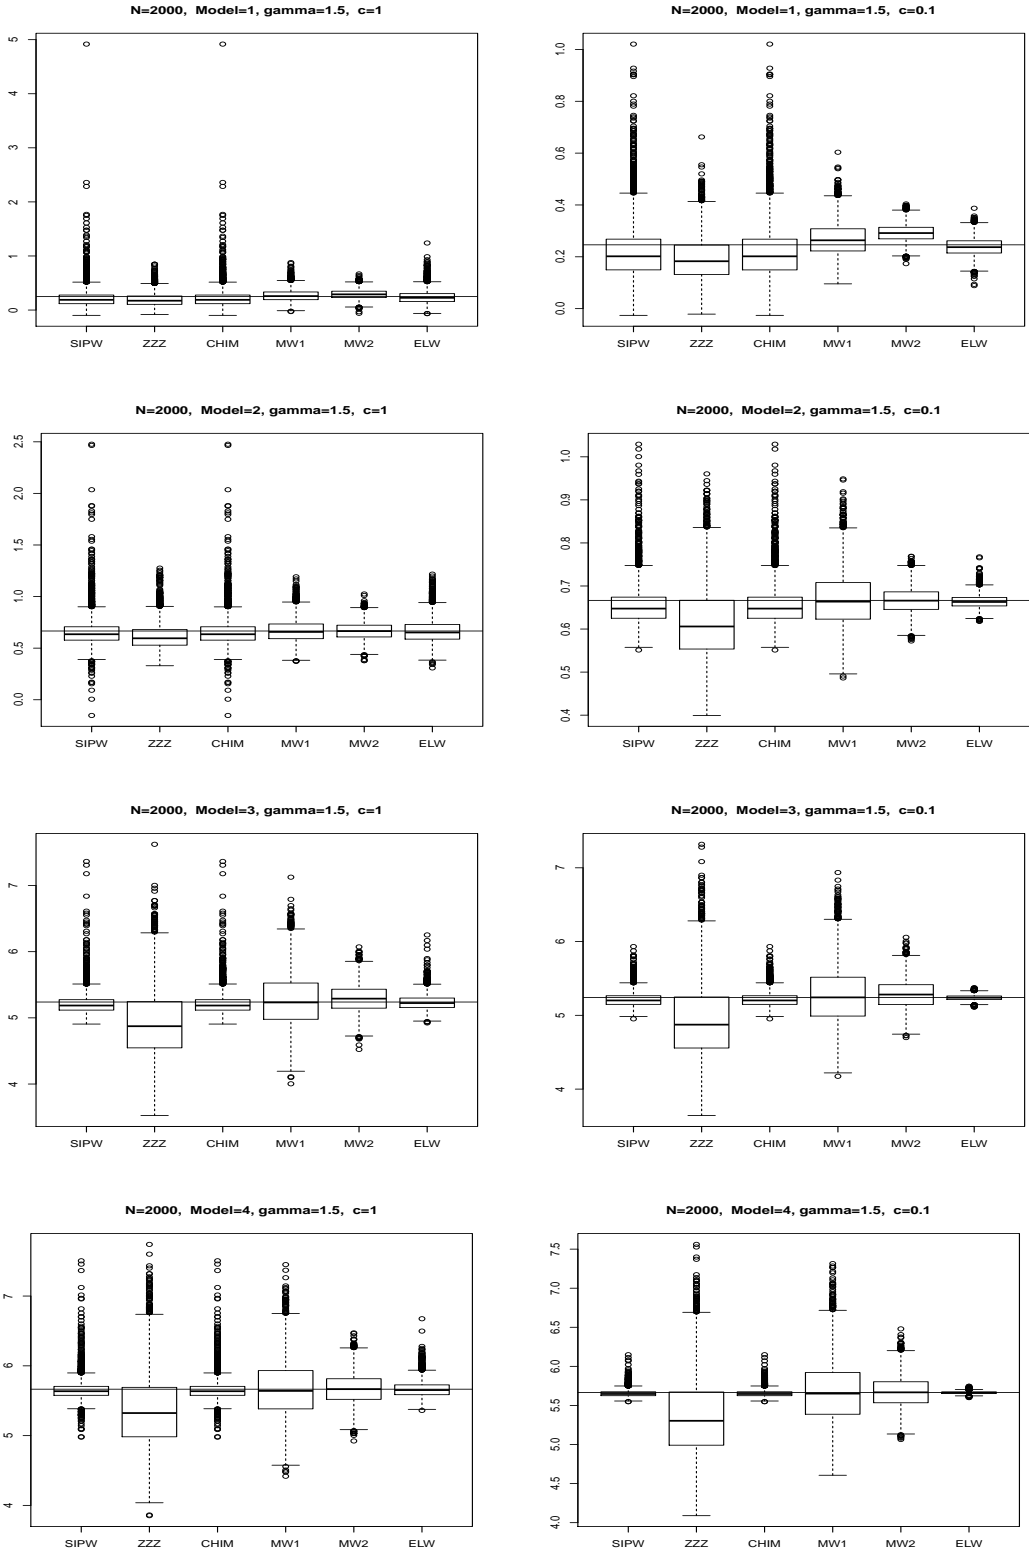 N=2000, Model=1, gamma=1.5, c=1
5
4
3
2
1
0
SIPW ZZZ CHIM MW1 MW2 ELW
N=2000, Model=1, gamma=1.5, c=0.1
1.0
0.8
0.6
0.4
0.2
0.0
SIPW ZZZ CHIM MW1 MW2 ELW
N=2000, Model=2, gamma=1.5, c=1
2.5
2.0
1.5
1.0
0.5
0.0
SIPW ZZZ CHIM MW1 MW2 ELW
N=2000, Model=2, gamma=1.5, c=0.1
1.0
0.9
0.8
0.7
0.6
0.5
0.4
SIPW ZZZ CHIM MW1 MW2 ELW
N=2000, Model=3, gamma=1.5, c=1
7
6
5
4
SIPW ZZZ CHIM MW1 MW2 ELW
N=2000, Model=3, gamma=1.5, c=0.1
7
6
5
4
SIPW ZZZ CHIM MW1 MW2 ELW
N=2000, Model=4, gamma=1.5, c=1
7
6
5
4
SIPW ZZZ CHIM MW1 MW2 ELW
N=2000, Model=4, gamma=1.5, c=0.1
7.5
7.0
6.5
6.0
5.5
5.0
4.5
4.0
SIPW ZZZ CHIM MW1 MW2 ELW